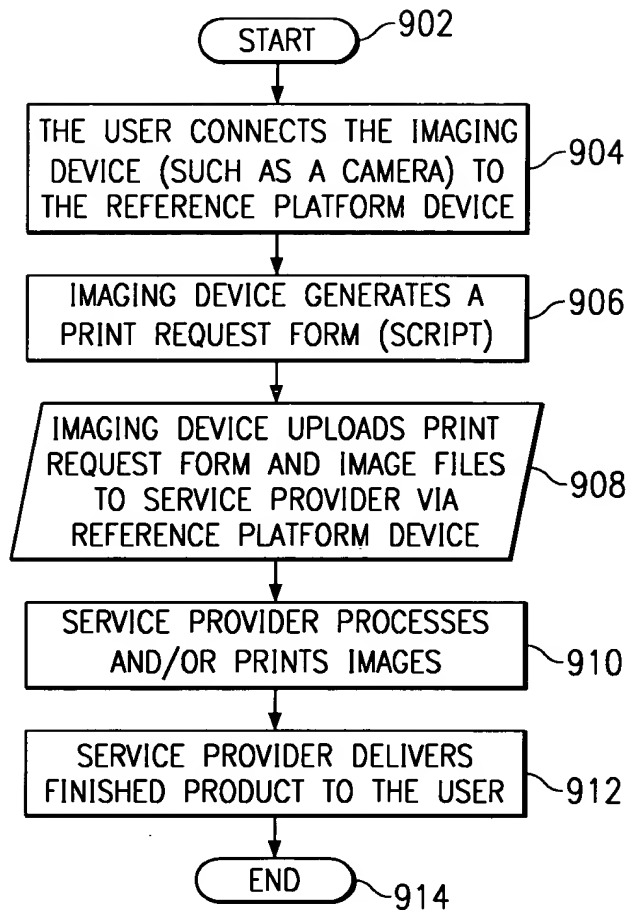 START
902
THE USER CONNECTS THE IMAGING
DEVICE (SUCH AS A CAMERA) TO
THE REFERENCE PLATFORM DEVICE
904
IMAGING DEVICE GENERATES A
PRINT REQUEST FORM (SCRIPT)
906
IMAGING DEVICE UPLOADS PRINT
REQUEST FORM AND IMAGE FILES
TO SERVICE PROVIDER VIA
REFERENCE PLATFORM DEVICE
908
SERVICE PROVIDER PROCESSES
AND/OR PRINTS IMAGES
910
SERVICE PROVIDER DELIVERS
FINISHED PRODUCT TO THE USER
912
END
914